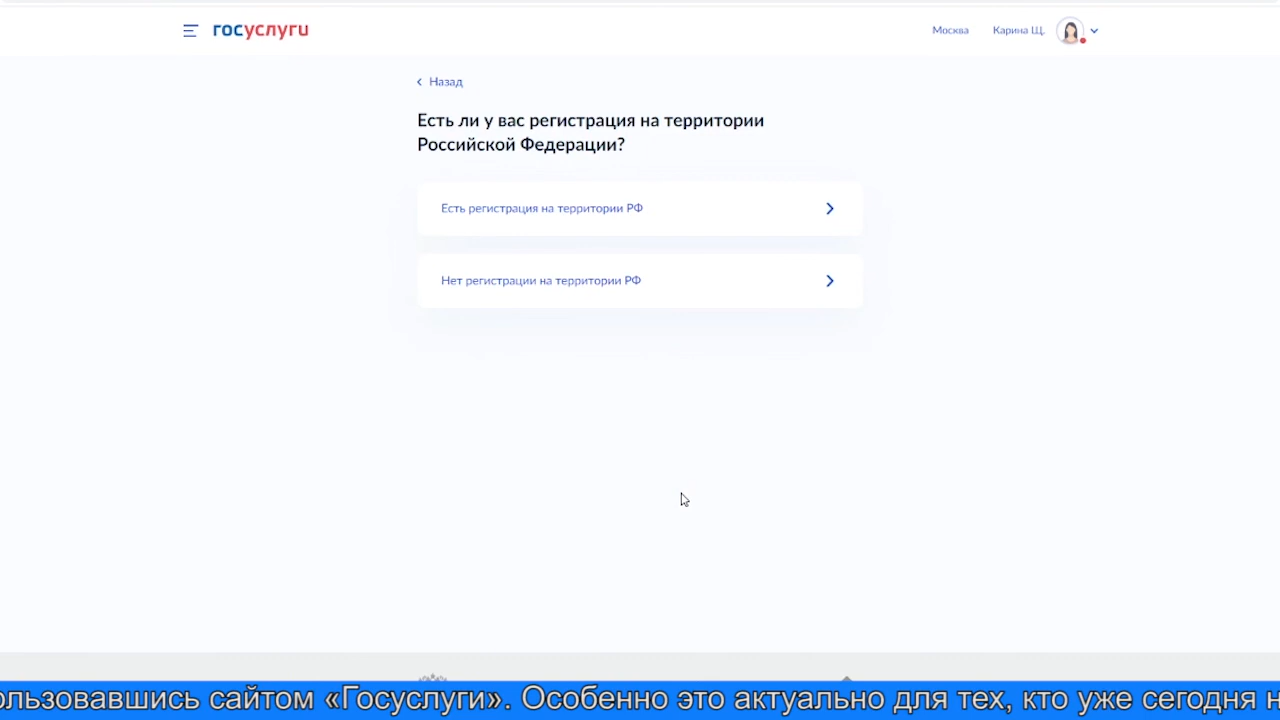 госуслуги
Москва
Карина Щ.
Назад
Есть ли у вас регистрация на территории
Российской Федерации?
Есть регистрация на территории РФ
Нет регистрации на территории РФ
ользовавшись сайтом «Госуслуги». Особенно это актуально для тех, кто уже сегодня н